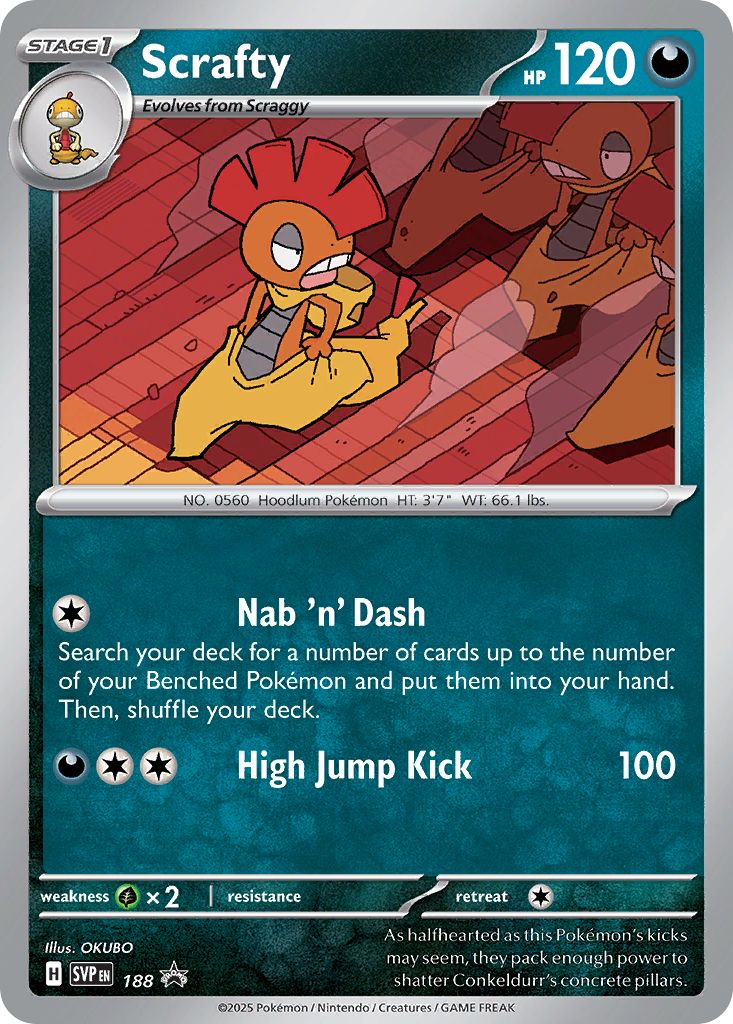 STAGE 1
Scrafty
HP 120
Evolves from Scraggy
NO. 0560 Hoodlum Pokémon HT: 3'7" WT: 66.1 lbs.
Nab 'n' Dash
Search your deck for a number of cards up to the number
of your Benched Pokémon and put them into your hand.
Then, shuffle your deck.
High Jump Kick 100
weakness ×2 resistance retreat
Illus. OKUBO
As halfhearted as this Pokémon's kicks
may seem, they pack enough power to
shatter Conkeldurr's concrete pillars.
H SVP EN 188 PROMO
©2025 Pokémon / Nintendo / Creatures / GAME FREAK